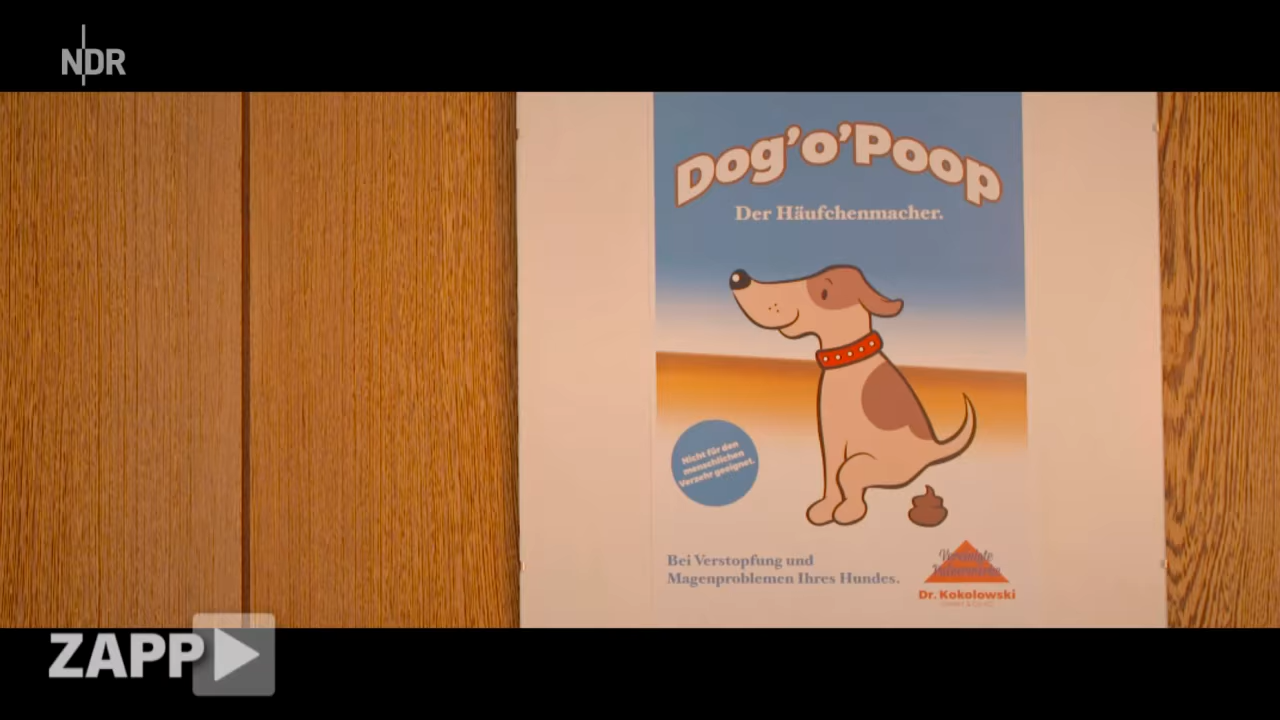 NDR
Dog'o'Poop
Der Häufchenmacher.
Nicht für den
menschlichen
Verzehr geeignet.
Bei Verstopfung und
Magenproblemen Ihres Hundes.
Vereinigte
Dr. Kokolowski
ZAPP